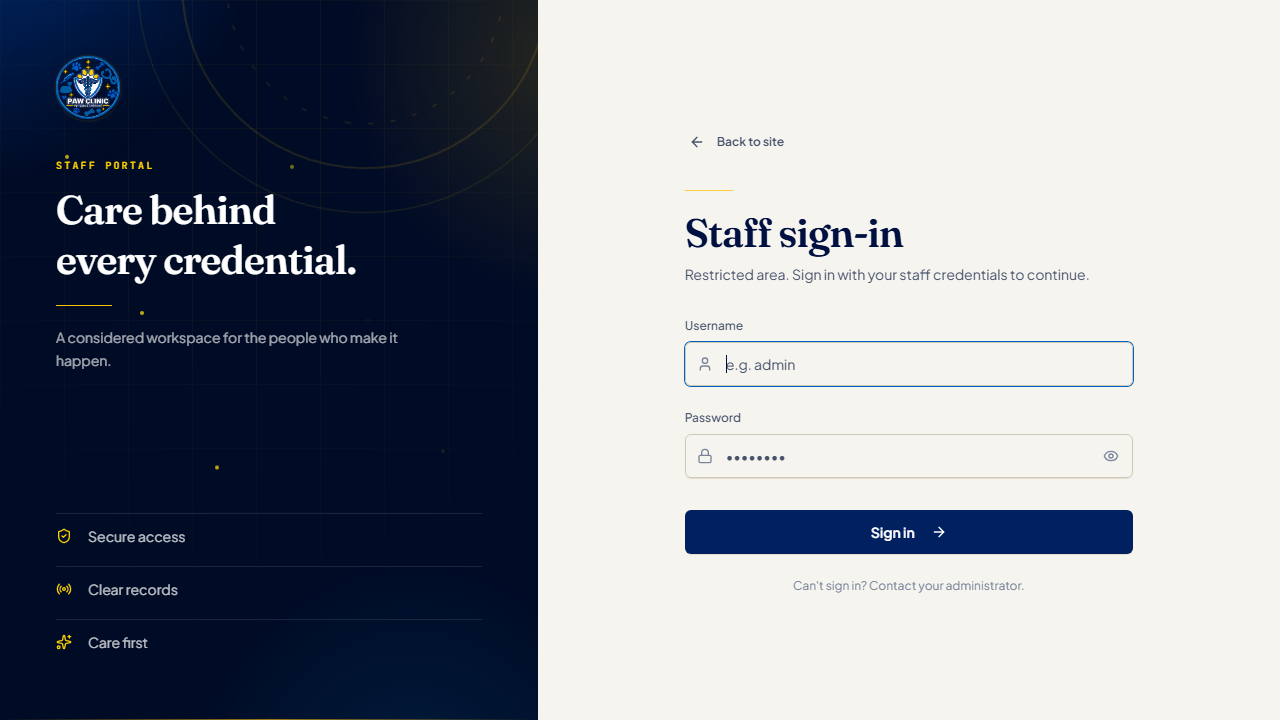 PAW CLINIC
STAFF PORTAL
Care behind
every credential.
A considered workspace for the people who make it
happen.
Secure access
Clear records
Care first
Back to site
Staff sign-in
Restricted area. Sign in with your staff credentials to continue.
Username
e.g. admin
Password
••••••••
Sign in
Can't sign in? Contact your administrator.